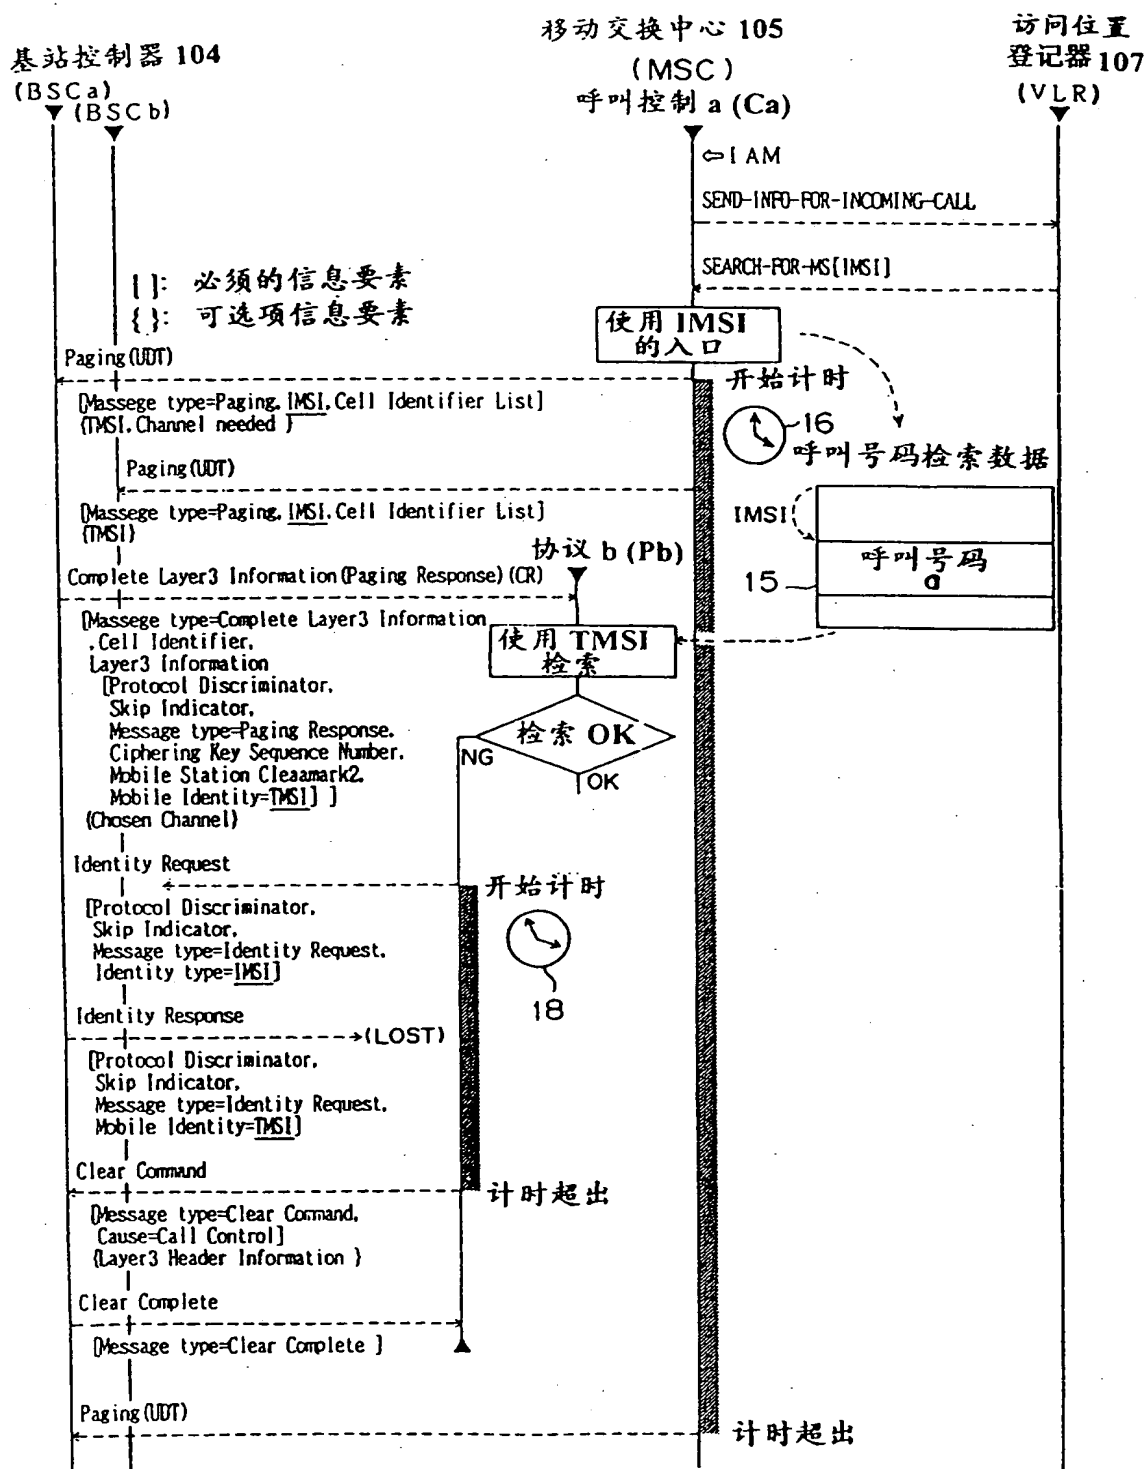 基站控制器 104
(BSCa)
(BSCb)
移动交换中心 105
(MSC)
呼叫控制 a (Ca)
访问位置
登记器 107
(VLR)
⇦IAM
SEND-INFO-FOR-INCOMING-CALL
SEARCH-FOR-MS[IMSI]
[ ]: 必须的信息要素
{ }: 可选项信息要素
使用 IMSI
的入口
Paging(UDT)
开始计时
[Massege type=Paging, IMSI, Cell Identifier List]
{TMSI, Channel needed }
16
呼叫号码检索数据
Paging(UDT)
[Massege type=Paging, IMSI, Cell Identifier List]
{TMSI}
IMSI
协议 b (Pb)
呼叫号码
a
15
Complete Layer3 Information(Paging Response)(CR)
[Massege type=Complete Layer3 Information
,Cell Identifier,
Layer3 Information
[Protocol Discriminator,
Skip Indicator,
Message type=Paging Response,
Ciphering Key Sequence Number,
Mobile Station Cleaamark2,
Mobile Identity=TMSI] ]
{Chosen Channel}
使用 TMSI
检索
检索 OK
NG
OK
Identity Request
开始计时
[Protocol Discriminator,
Skip Indicator,
Message type=Identity Request,
Identity type=IMSI]
18
Identity Response
(LOST)
[Protocol Discriminator,
Skip Indicator,
Message type=Identity Request,
Mobile Identity=TMSI]
Clear Command
计时超出
[Message type=Clear Command,
Cause=Call Control]
{Layer3 Header Information }
Clear Complete
[Message type=Clear Complete ]
Paging(UDT)
计时超出